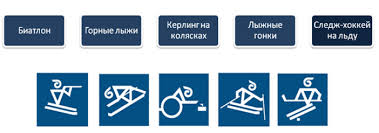 Биатлон
Горные лыжи
Керлинг на
колясках
Лыжные
гонки
Следж-хоккей
на льду